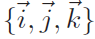 {i⃗, j⃗, k⃗}